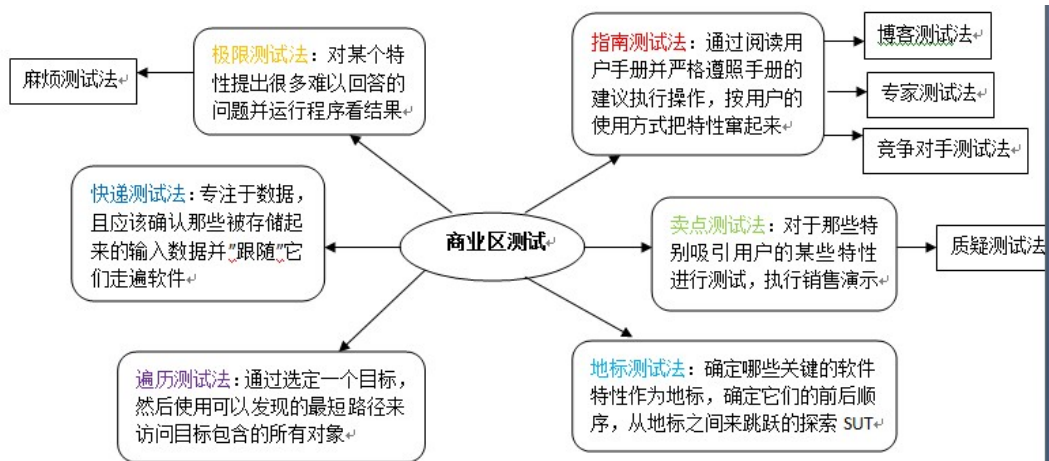 极限测试法：对某个特
性提出很多难以回答的
问题并运行程序看结果
麻烦测试法
指南测试法：通过阅读用
户手册并严格遵照手册的
建议执行操作，按用户的
使用方式把特性窜起来
博客测试法
专家测试法
竞争对手测试法
快递测试法：专注于数据，
且应该确认那些被存储起
来的输入数据并"跟随"它
们走遍软件
商业区测试
卖点测试法：对于那些特
别吸引用户的某些特性
进行测试，执行销售演示
质疑测试法
遍历测试法：通过选定一个目标，
然后使用可以发现的最短路径来
访问目标包含的所有对象
地标测试法：确定哪些关键的软件
特性作为地标，确定它们的前后顺
序，从地标之间来跳跃的探索 SUT